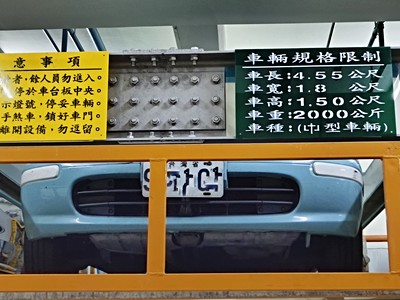 意事項
者，餘人員勿進入。
停於車台板中央。
示燈號，停妥車輛。
手煞車，鎖好車門。
離開設備，勿逗留。
車輛規格限制
車長：4.55公尺
車寬：1.8 公尺
車高：1.50公尺
車重：2000公斤
車種：(中型車輛)